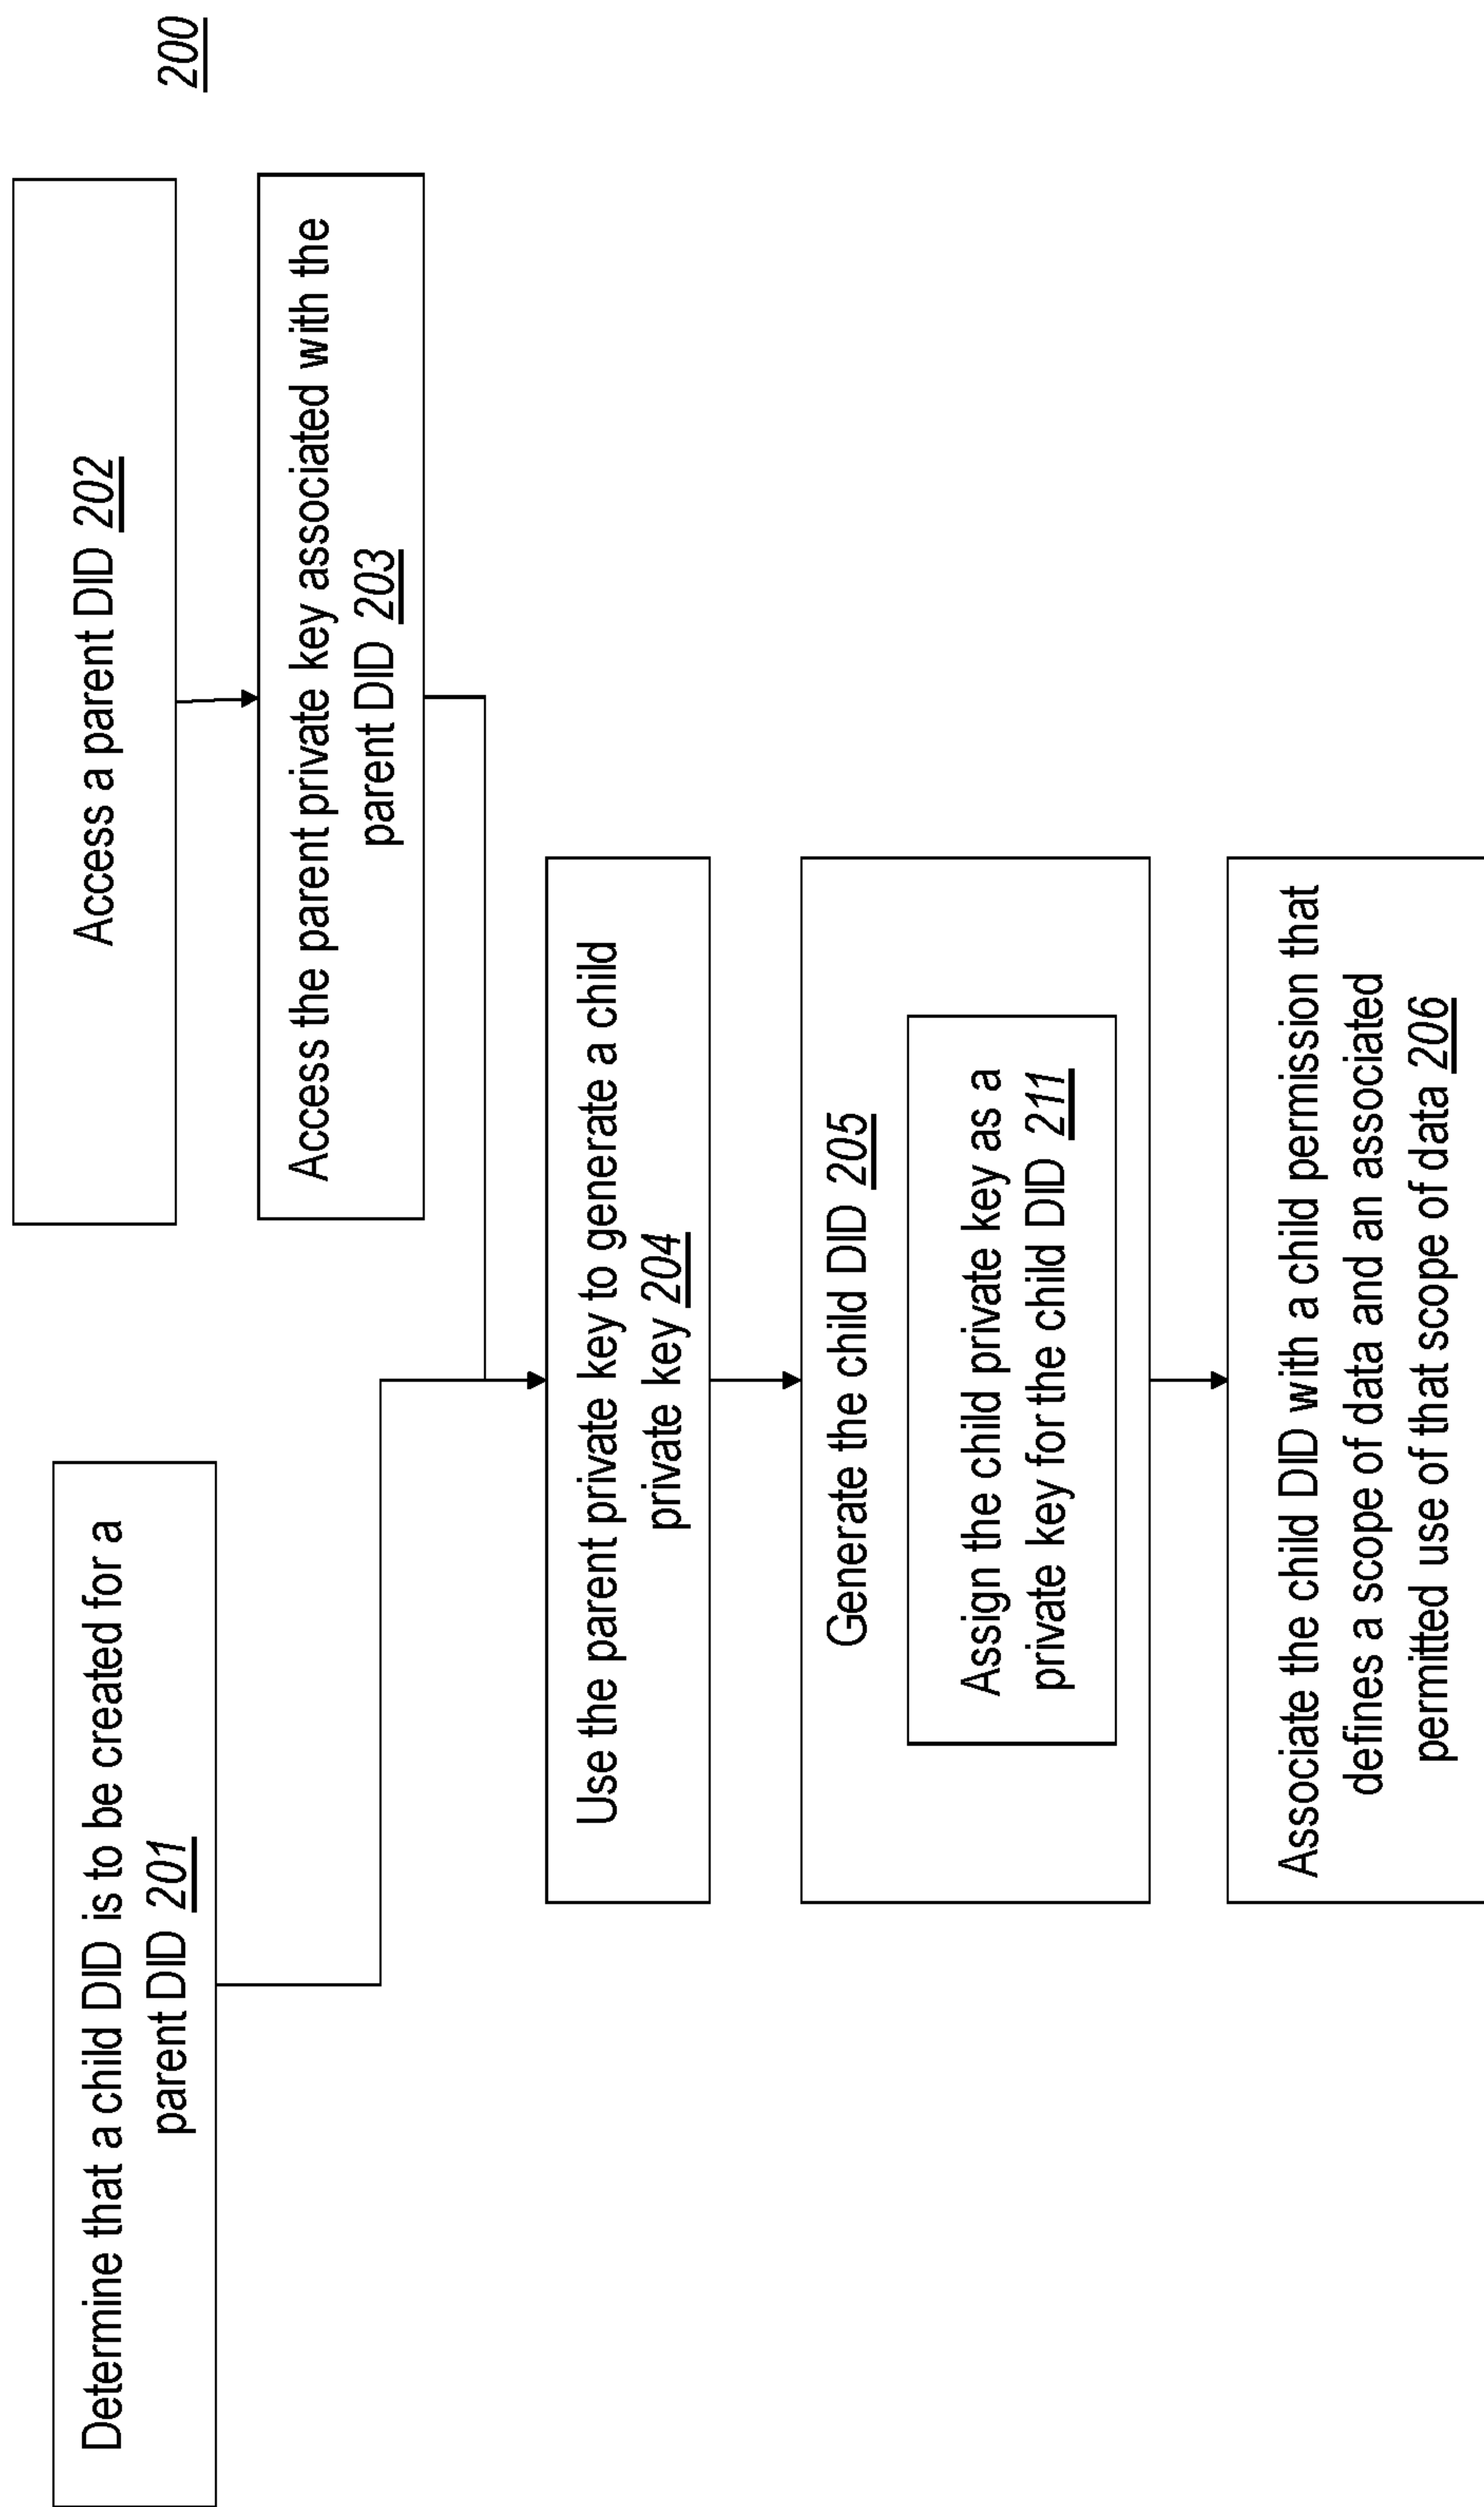 200
Determine that a child DID is to be created for a
parent DID 201
Access a parent DID 202
Access the parent private key associated with the
parent DID 203
Use the parent private key to generate a child
private key 204
Generate the child DID 205
Assign the child private key as a
private key for the child DID 211
Associate the child DID with a child permission that
defines a scope of data and an associated
permitted use of that scope of data 206